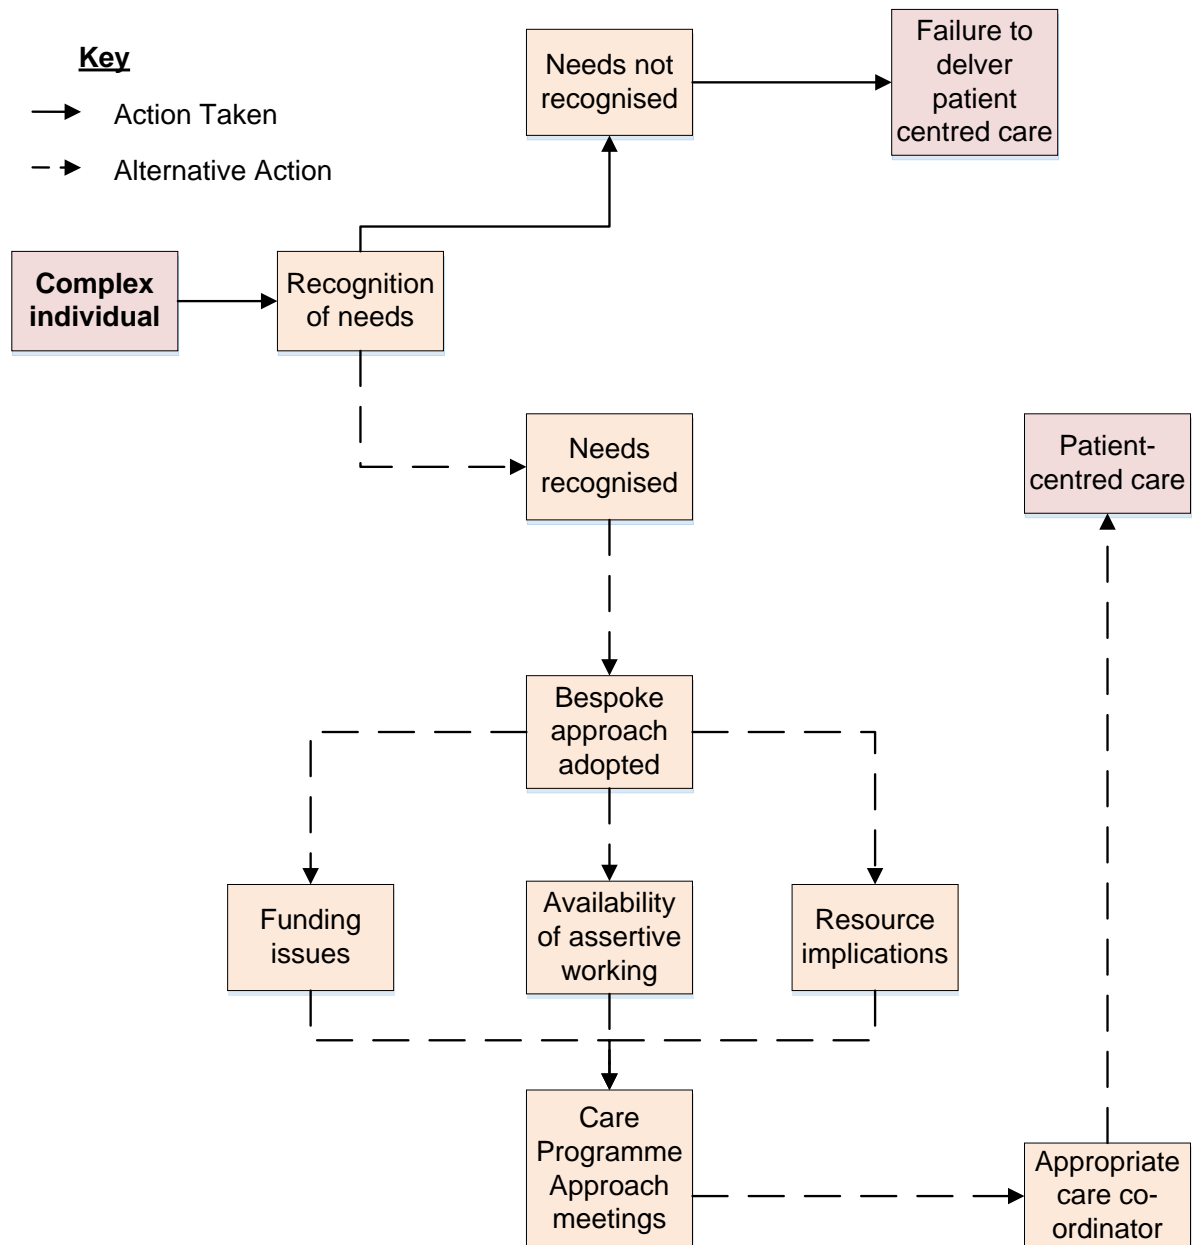 Key
Action Taken
Alternative Action
Needs not
recognised
Failure to
delver
patient
centred care
Complex
individual
Recognition
of needs
Needs
recognised
Patient-
centred care
Bespoke
approach
adopted
Funding
issues
Availability
of assertive
working
Resource
implications
Care
Programme
Approach
meetings
Appropriate
care co-
ordinator